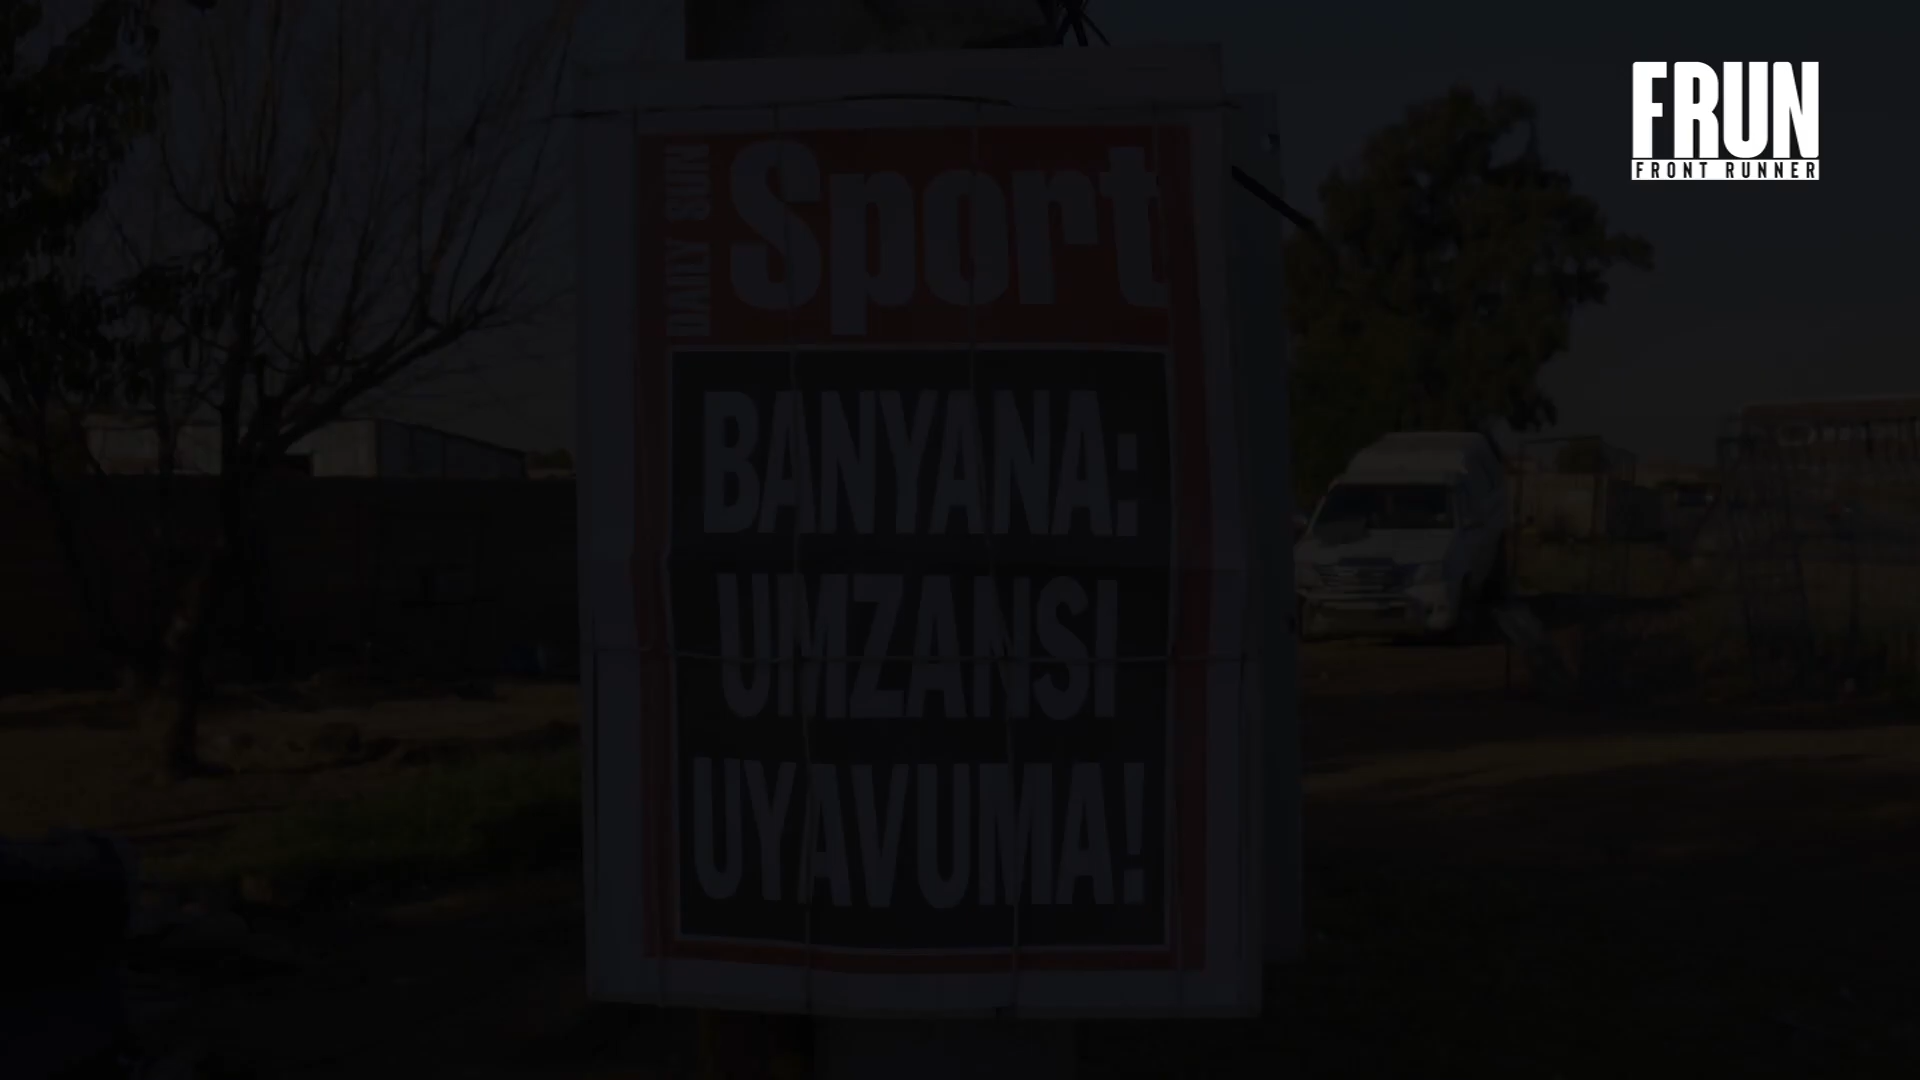 FRUN
FRONT RUNNER
DAILY SUN
Sport
BANYANA:
UMZANSI
UYAVUMA!